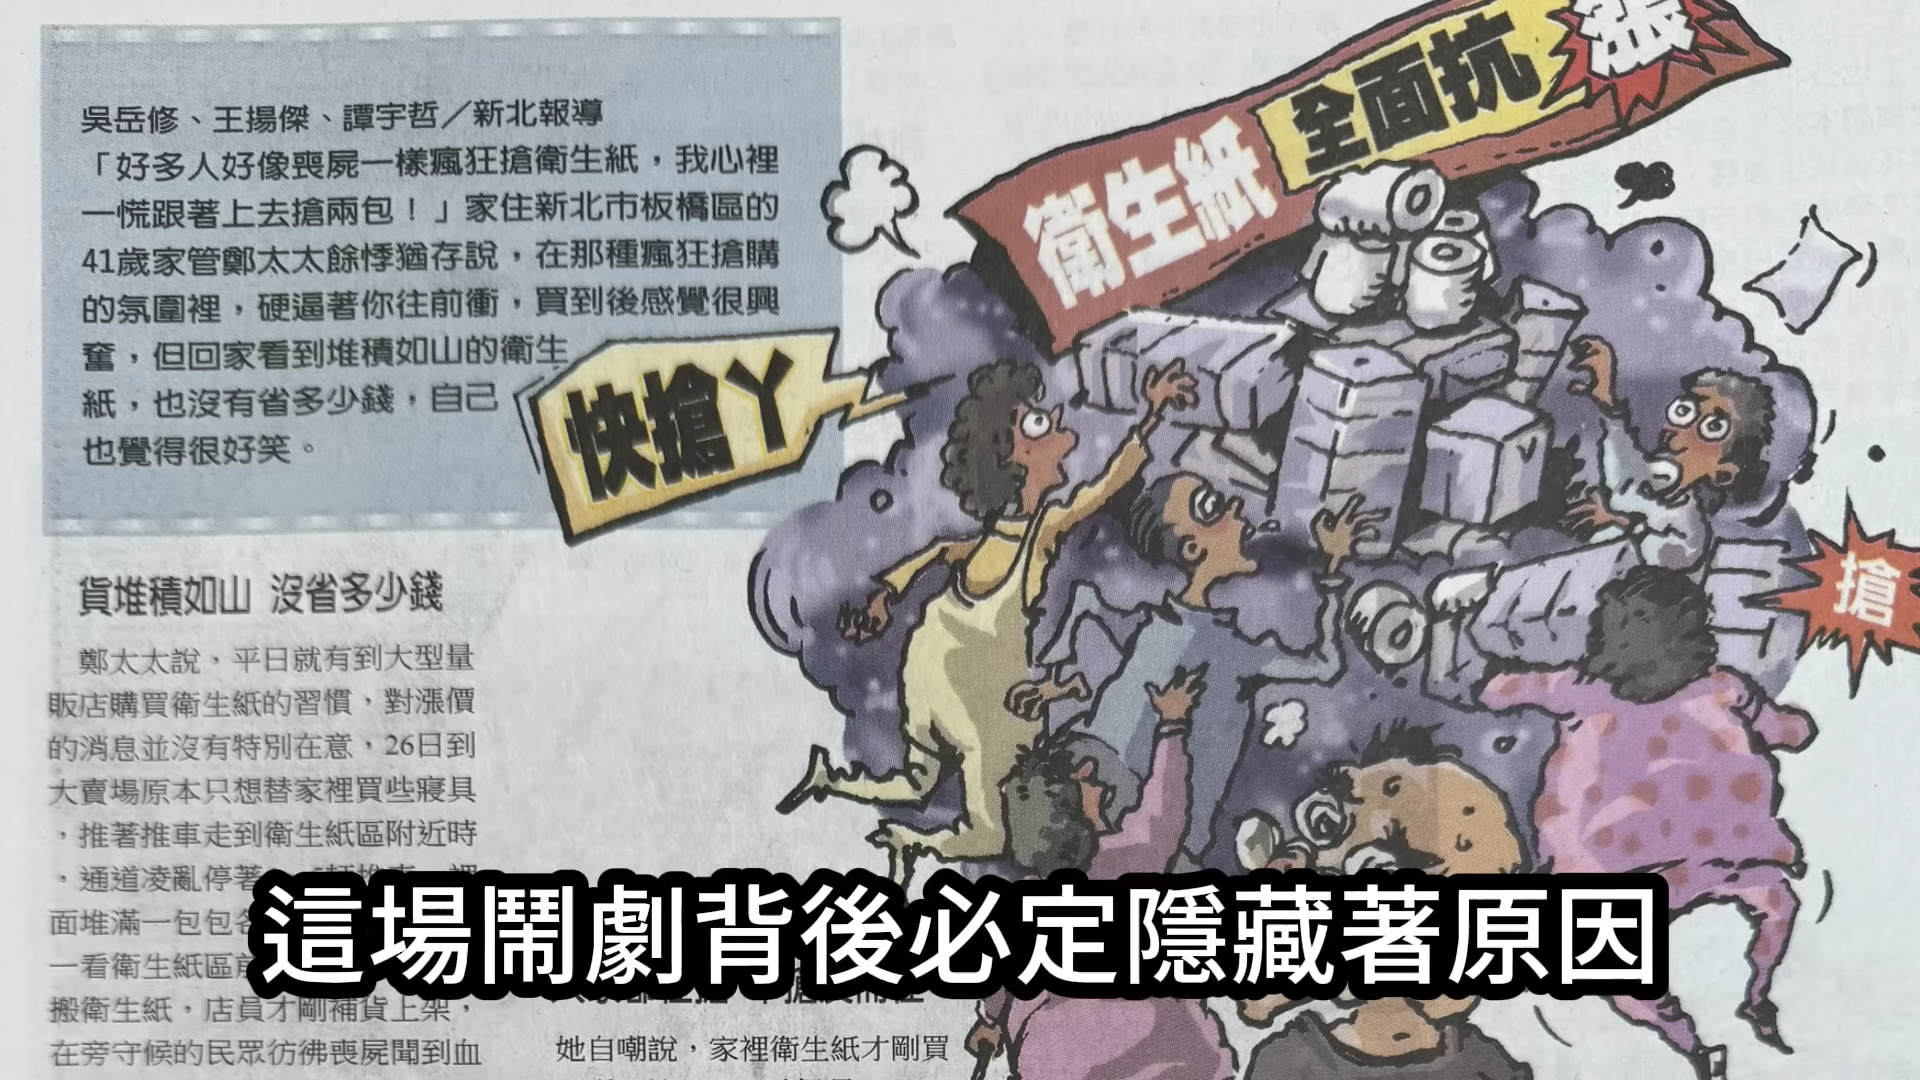 吳岳修、王揚傑、譚宇哲／新北報導
「好多人好像喪屍一樣瘋狂搶衛生紙，我心裡
一慌跟著上去搶兩包！」家住新北市板橋區的
41歲家管鄭太太餘悸猶存說，在那種瘋狂搶購
的氛圍裡，硬逼著你往前衝，買到後感覺很興
奮，但回家看到堆積如山的衛生
紙，也沒有省多少錢，自己
也覺得很好笑。
衛生紙
全面抗漲
快搶丫
搶
貨堆積如山 沒省多少錢
鄭太太說，平日就有到大型量
販店購買衛生紙的習慣，對漲價
的消息並沒有特別在意，26日到
大賣場原本只想替家裡買些寢具
，推著推車走到衛生紙區附近時
，通道凌亂停著
面堆滿一包包各
一看衛生紙區前
搬衛生紙，店員才剛補貨上架，
在旁守候的民眾彷彿喪屍聞到血
她自嘲說，家裡衛生紙才剛買
這場鬧劇背後必定隱藏著原因